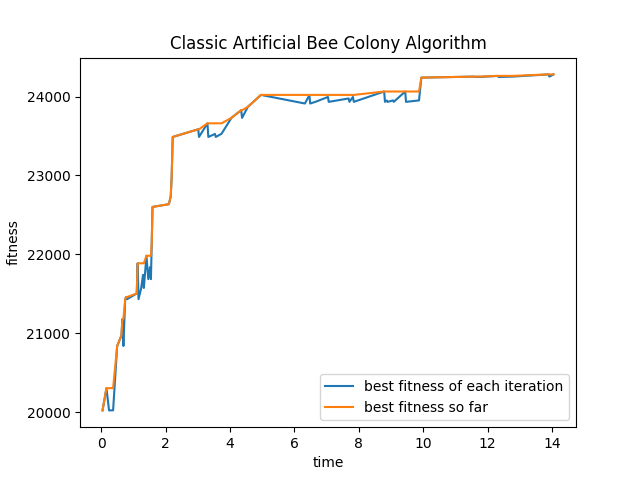 Classic Artificial Bee Colony Algorithm
24000
23000
22000
21000
20000
fitness
best fitness of each iteration
best fitness so far
0 2 4 6 8 10 12 14
time